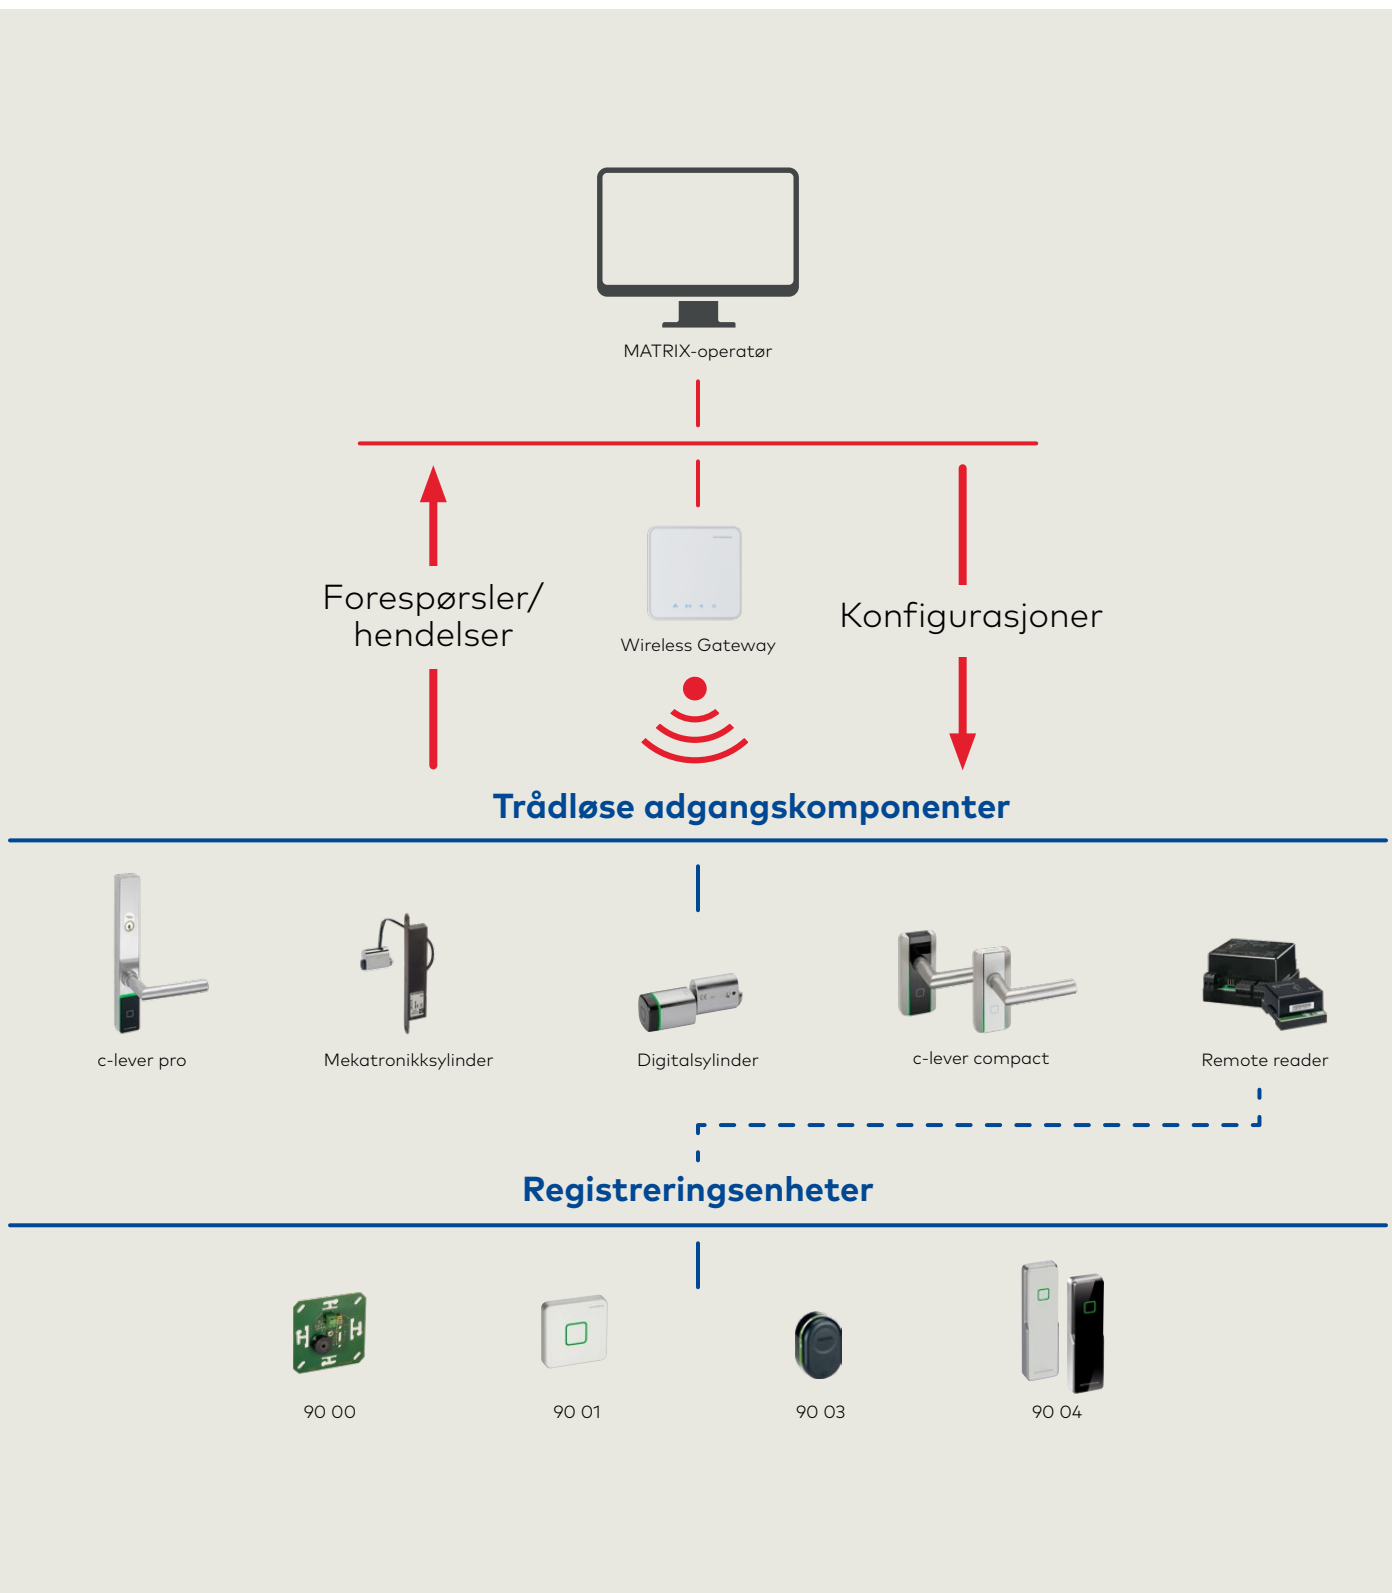 MATRIX-operatør
Forespørsler/
hendelser
Wireless Gateway
Konfigurasjoner
Trådløse adgangskomponenter
c-lever pro
Mekatronikksylinder
Digitalsylinder
c-lever compact
Remote reader
Registreringsenheter
90 00
90 01
90 03
90 04